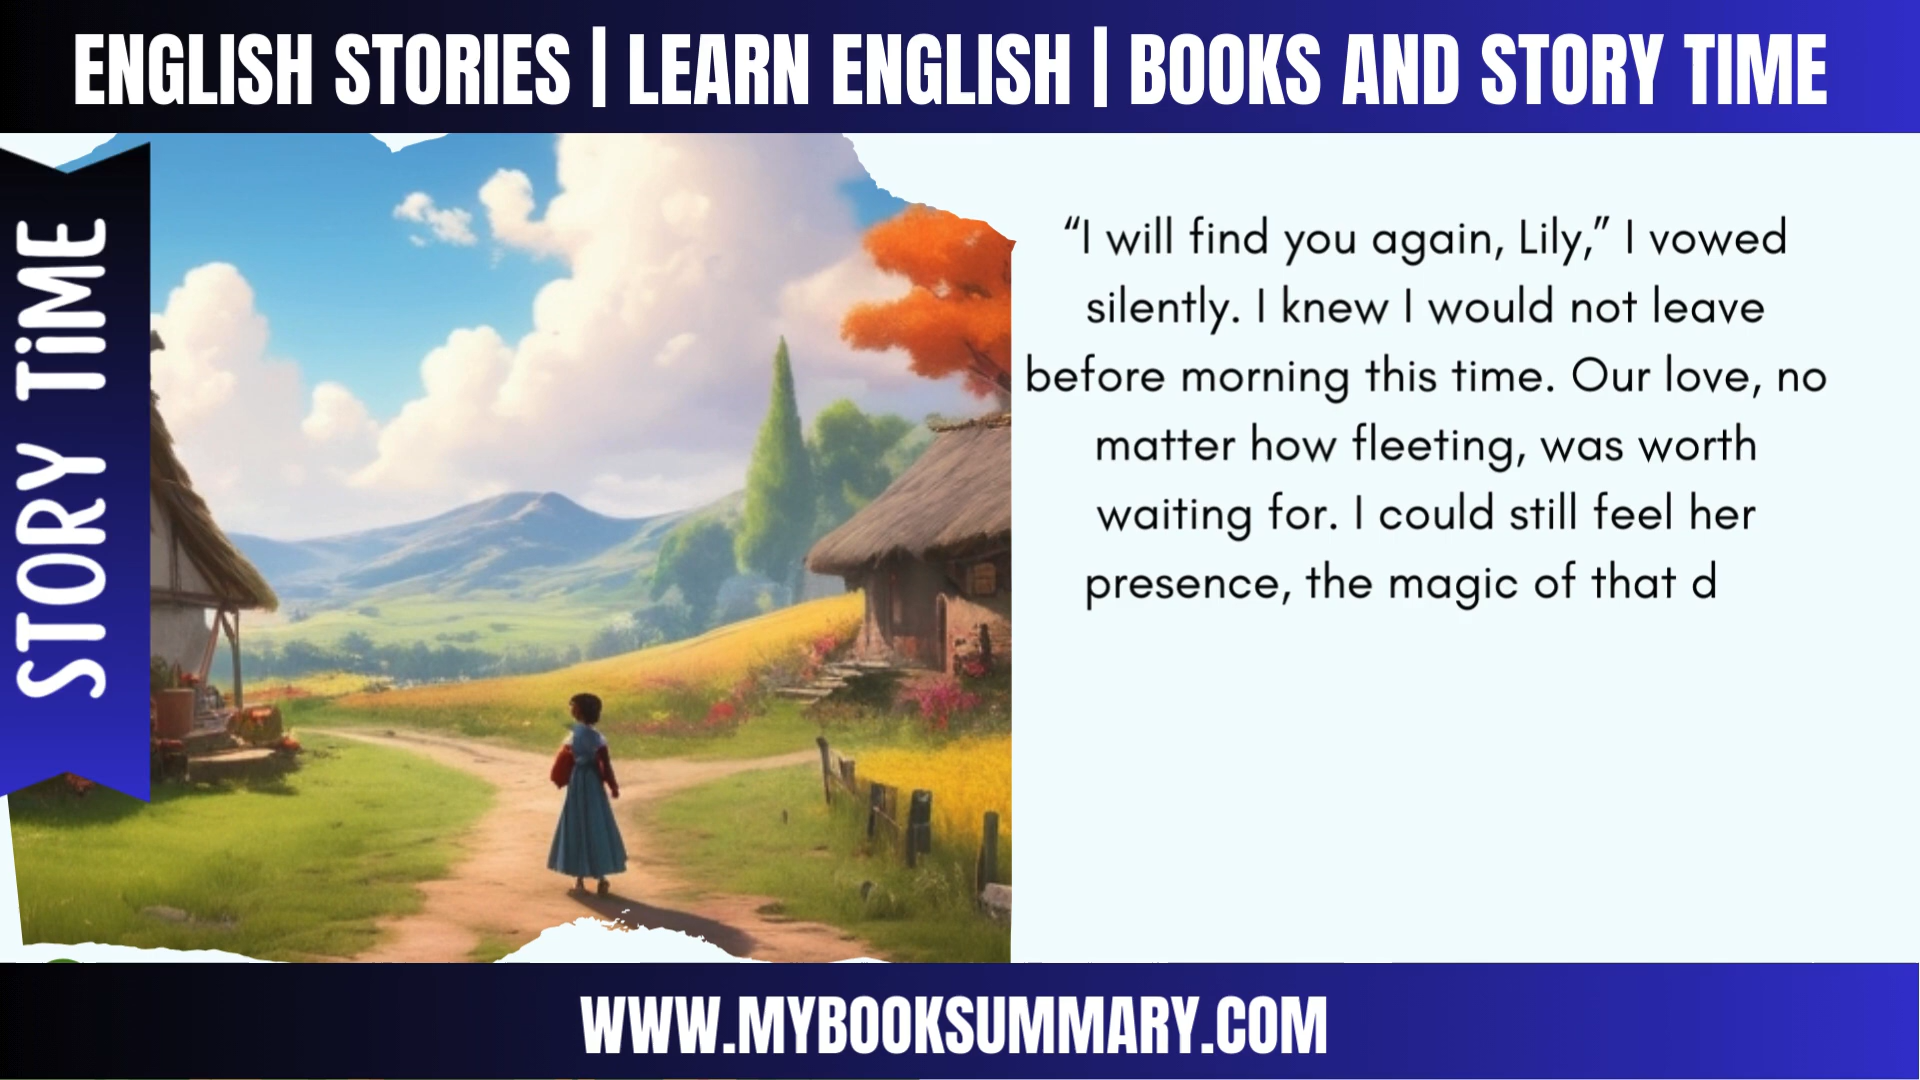 ENGLISH STORIES | LEARN ENGLISH | BOOKS AND STORY TIME
STORY TiME
“I will find you again, Lily,” I vowed
silently. I knew I would not leave
before morning this time. Our love, no
matter how fleeting, was worth
waiting for. I could still feel her
presence, the magic of that d
WWW.MYBOOKSUMMARY.COM